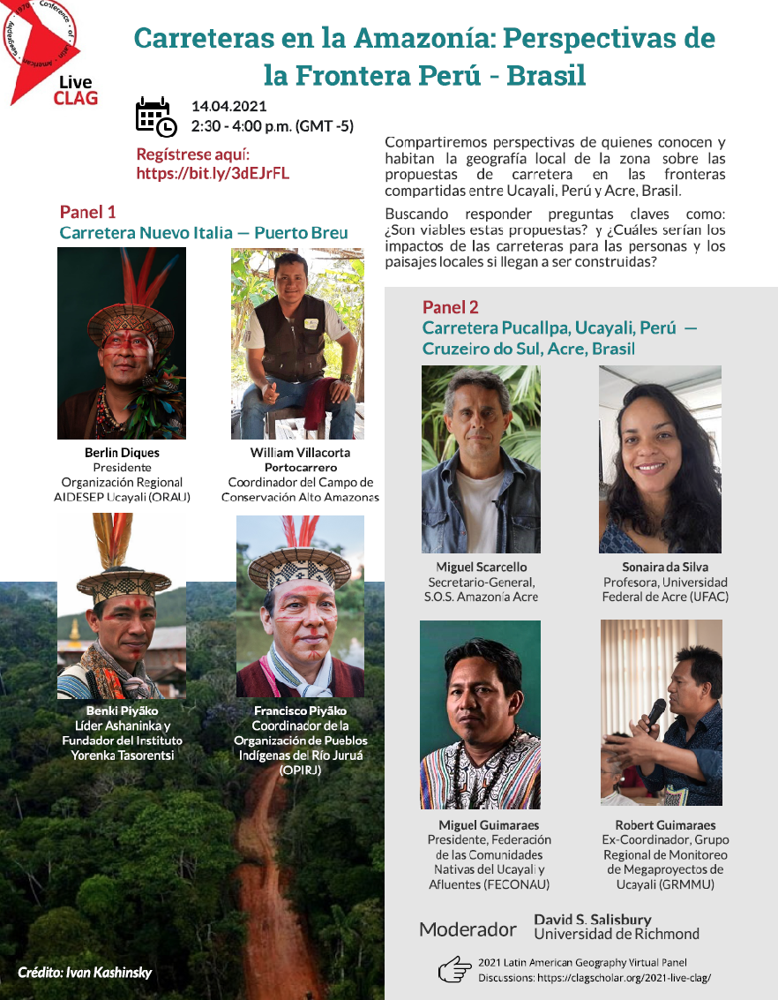 1970 · Conference · of · Latin · American · Geography ·
Live
CLAG
Carreteras en la Amazonía: Perspectivas de
la Frontera Perú - Brasil
14.04.2021
2:30 - 4:00 p.m. (GMT -5)
Regístrese aquí:
https://bit.ly/3dEJrFL
Compartiremos perspectivas de quienes conocen y
habitan la geografía local de la zona sobre las
propuestas de carretera en las fronteras
compartidas entre Ucayali, Perú y Acre, Brasil.
Buscando responder preguntas claves como:
¿Son viables estas propuestas? y ¿Cuáles serían los
impactos de las carreteras para las personas y los
paisajes locales si llegan a ser construidas?
Panel 1
Carretera Nuevo Italia — Puerto Breu
Berlin Diques
Presidente
Organización Regional
AIDESEP Ucayali (ORAU)
William Villacorta
Portocarrero
Coordinador del Campo de
Conservación Alto Amazonas
Benki Piyãko
Líder Ashaninka y
Fundador del Instituto
Yorenka Tasorentsi
Francisco Piyãko
Coordinador de la
Organización de Pueblos
Indígenas del Río Juruá
(OPIRJ)
Crédito: Ivan Kashinsky
Panel 2
Carretera Pucallpa, Ucayali, Perú —
Cruzeiro do Sul, Acre, Brasil
Miguel Scarcello
Secretario-General,
S.O.S. Amazonía Acre
Sonaira da Silva
Profesora, Universidad
Federal de Acre (UFAC)
Miguel Guimaraes
Presidente, Federación
de las Comunidades
Nativas del Ucayali y
Afluentes (FECONAU)
Robert Guimaraes
Ex-Coordinador, Grupo
Regional de Monitoreo
de Megaproyectos de
Ucayali (GRMMU)
Moderador
David S. Salisbury
Universidad de Richmond
2021 Latin American Geography Virtual Panel
Discussions: https://clagscholar.org/2021-live-clag/